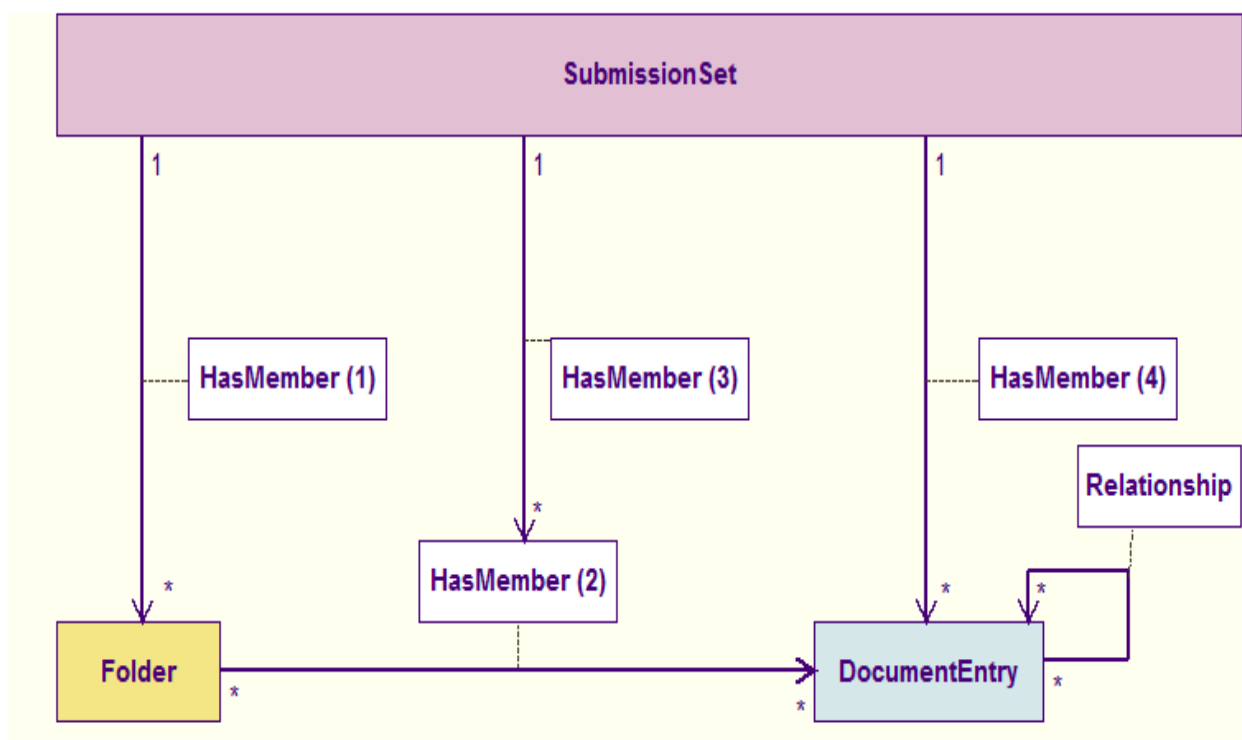 SubmissionSet
1
1
1
HasMember (1)
HasMember (3)
HasMember (4)
Relationship
*
HasMember (2)
*
*
*
Folder
DocumentEntry
*
*
*